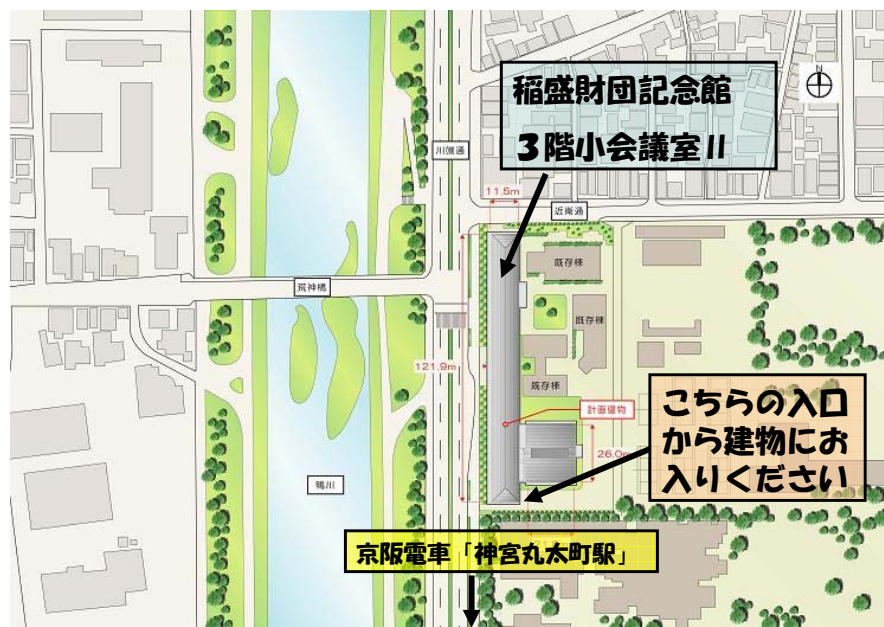 稲盛財団記念館
３階小会議室Ⅱ
N
川端通
11.5m
近衛通
既存棟
荒神橋
既存棟
121.9m
既存棟
計画建物
こちらの入口
から建物にお
入りください
26.0m
鴨川
京阪電車「神宮丸太町駅」